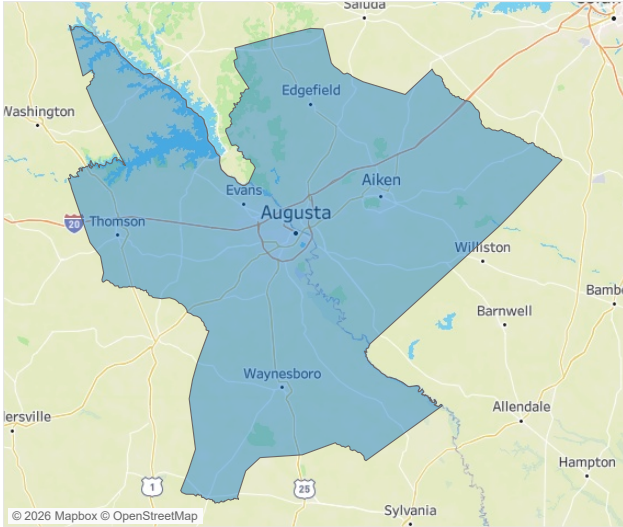 Saluda
Edgefield
Washington
Aiken
Evans
Augusta
20
Thomson
Williston
Bamb
Barnwell
Waynesboro
Allendale
lersville
Hampton
1
25
Sylvania
© 2026 Mapbox © OpenStreetMap